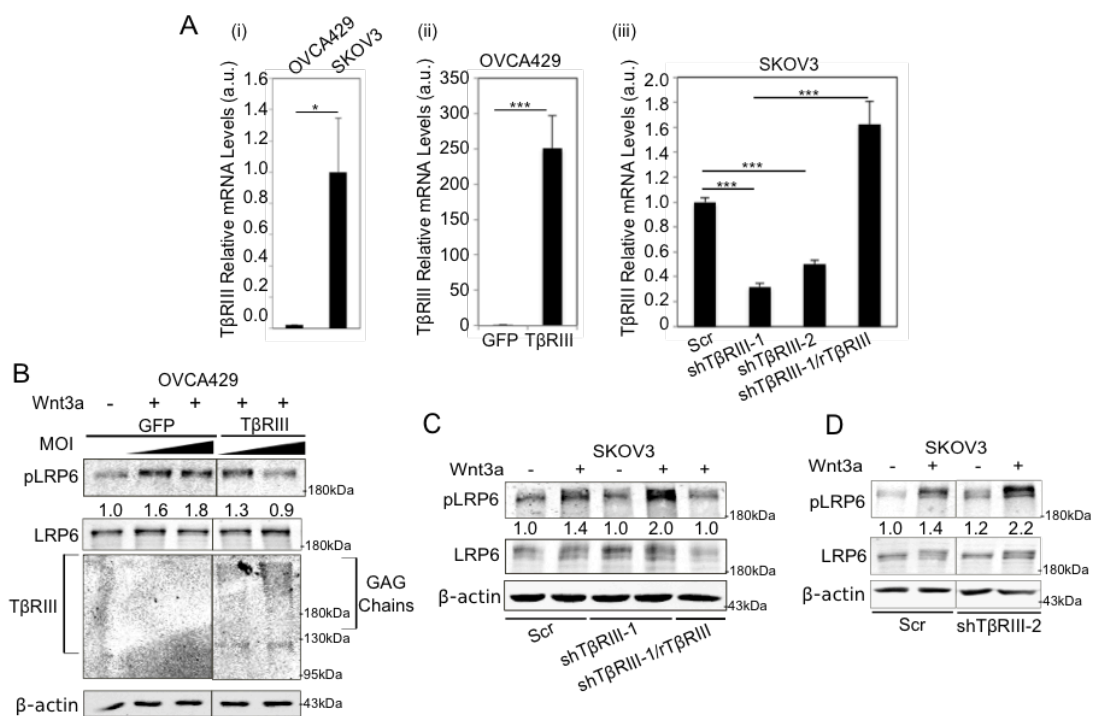 A
(i)
OVCA429
SKOV3
TβRIII Relative mRNA Levels (a.u.)
1.6
1.4
1.2
1.0
0.8
0.6
0.4
0.2
0.0
*
(ii)
OVCA429
TβRIII Relative mRNA Levels (a.u.)
350
300
250
200
150
100
50
0
***
GFP TβRIII
(iii)
SKOV3
TβRIII Relative mRNA Levels (a.u.)
2.0
1.8
1.6
1.4
1.2
1.0
0.8
0.6
0.4
0.2
0
***
***
***
Scr
shTβRIII-1
shTβRIII-2
shTβRIII-1/rTβRIII
B
OVCA429
Wnt3a - + + + +
GFP TβRIII
MOI
pLRP6
-180kDa
1.0 1.6 1.8 1.3 0.9
LRP6
-180kDa
TβRIII
GAG
Chains
-180kDa
-130kDa
-95kDa
β-actin
-43kDa
C
SKOV3
Wnt3a - + - + +
pLRP6
-180kDa
1.0 1.4 1.0 2.0 1.0
LRP6
-180kDa
β-actin
-43kDa
Scr
shTβRIII-1
shTβRIII-1/rTβRIII
D
SKOV3
Wnt3a - + - +
pLRP6
-180kDa
1.0 1.4 1.2 2.2
LRP6
-180kDa
β-actin
-43kDa
Scr shTβRIII-2